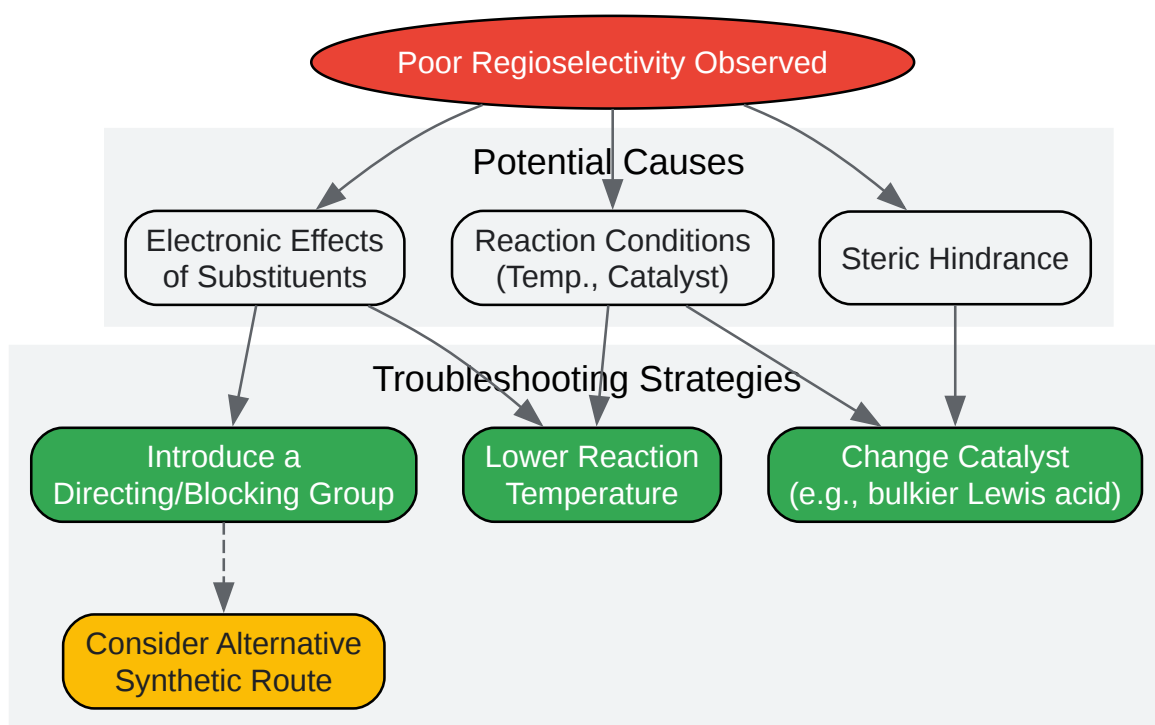 Poor Regioselectivity Observed
Potential Causes
Electronic Effects
of Substituents
Reaction Conditions
(Temp., Catalyst)
Steric Hindrance
Troubleshooting Strategies
Introduce a
Directing/Blocking Group
Lower Reaction
Temperature
Change Catalyst
(e.g., bulkier Lewis acid)
Consider Alternative
Synthetic Route